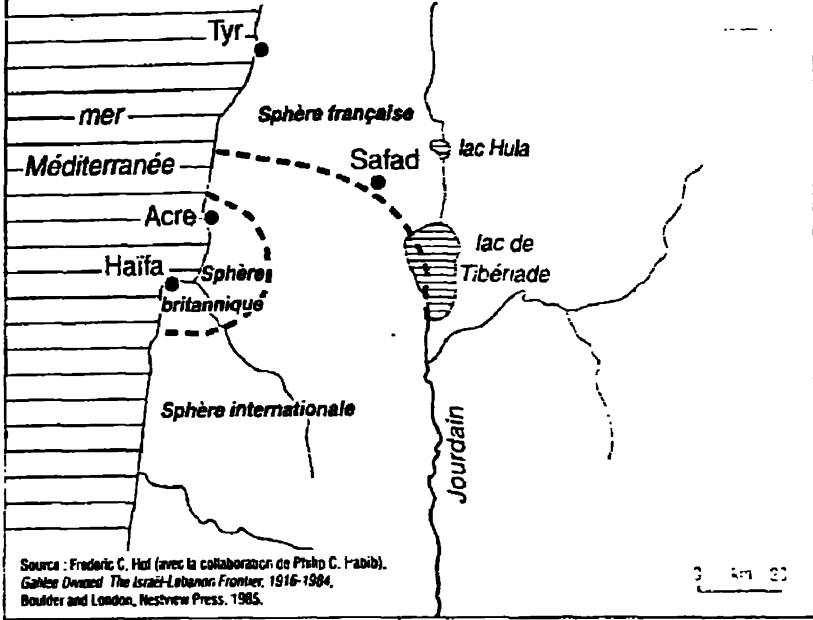 Tyr
mer
Sphère française
Méditerranée
Safad
lac Hula
Acre
lac de
Tibériade
Haïfa
Sphère
britannique
Sphère internationale
Jourdain
Source : Frederic C. Hof (avec la collaboration de Philip C. Habib).
Galilee Divided The Israël-Lebanon Frontier, 1916-1984,
Boulder and London, Westview Press, 1985.
km